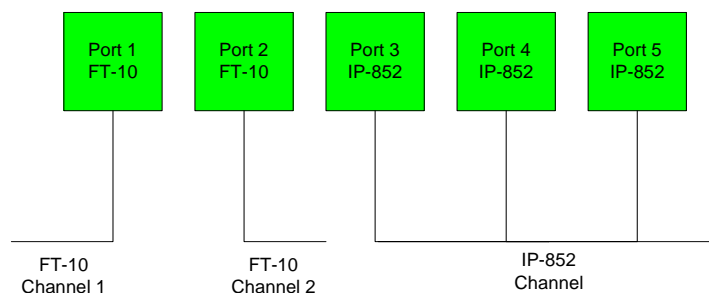 Port 1
FT-10
Port 2
FT-10
Port 3
IP-852
Port 4
IP-852
Port 5
IP-852
FT-10
Channel 1
FT-10
Channel 2
IP-852
Channel